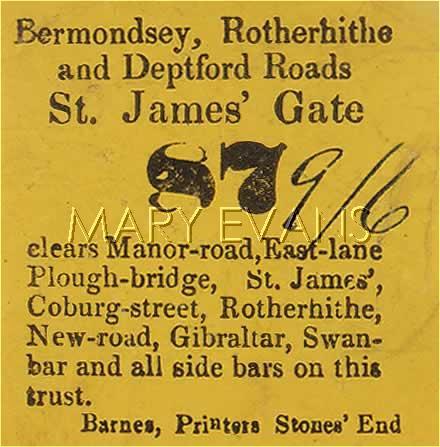 Bermondsey, Rotherhithe
and Deptford Roads
St. James' Gate
87 9/6
MARY EVANS
clears Manor-road, East-lane
Plough-bridge, St. James',
Coburg-street, Rotherhithe,
New-road, Gibraltar, Swan-
bar and all side bars on this
trust.
Barnes, Printers Stones' End